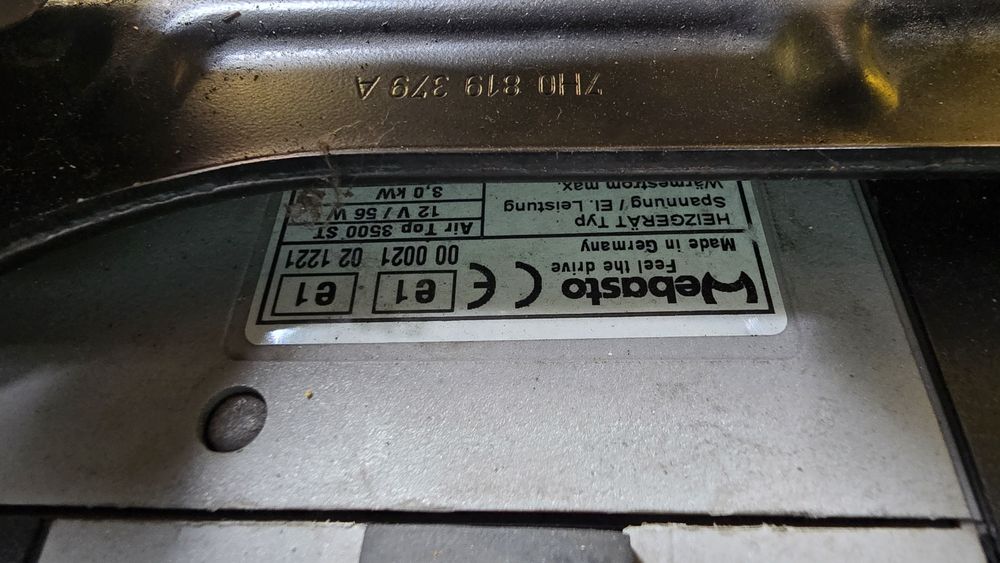 7H0 819 379 A
Webasto
Feel the drive
Made in Germany
CE e1 e1
00 0021 02 1221
HEIZGERÄT Typ Air Top 3500 ST
Spannung / El. Leistung 12 V / 56 W
Wärmestrom max. 3,0 kW